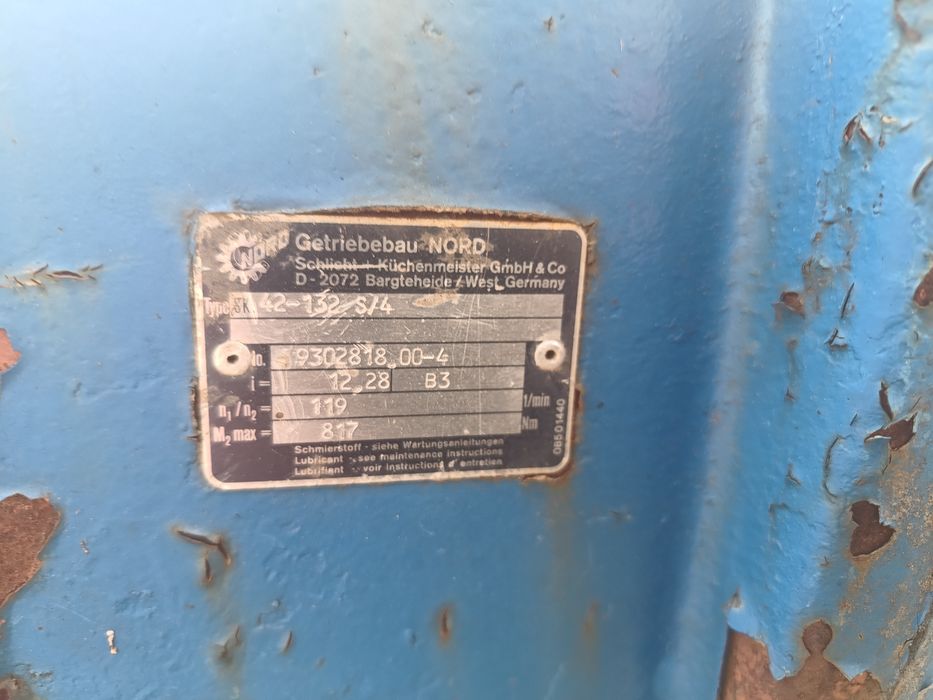 NORD
Getriebebau NORD
Schlicht + Küchenmeister GmbH & Co
D-2072 Bargteheide/West Germany
Type SK 42-132 S/4
No. 9302818.00-4
i = 12,28 B3
n1/n2 = 119 1/min
M2 max = 817 Nm
Schmierstoff - siehe Wartungsanleitungen
Lubricant - see maintenance instructions
Lubrifiant - voir instructions d'entretien
06501440